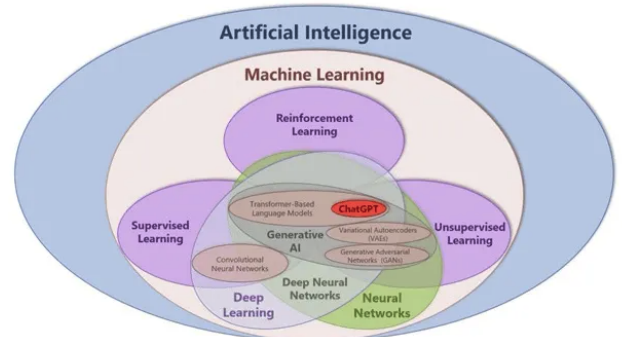 Artificial Intelligence
Machine Learning
Reinforcement
Learning
Transformer-Based
Language Models
ChatGPT
Supervised
Learning
Generative
AI
Variational Autoencoders
(VAEs)
Unsupervised
Learning
Convolutional
Neural Networks
Generative Adversarial
Networks (GANs)
Deep Neural
Networks
Deep
Learning
Neural
Networks